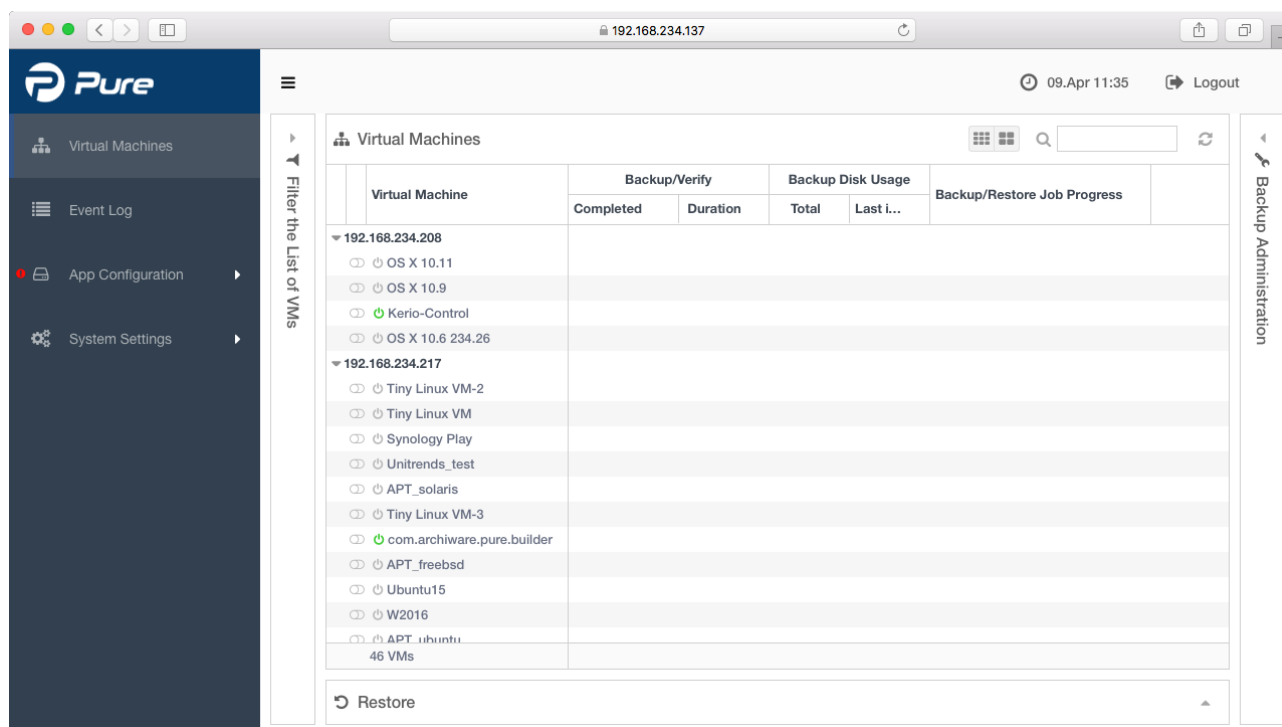 192.168.234.137
Pure
09.Apr 11:35
Logout
Virtual Machines
Event Log
App Configuration
System Settings
Filter the List of VMs
Virtual Machines
Virtual Machine
Backup/Verify
Backup Disk Usage
Backup/Restore Job Progress
Completed
Duration
Total
Last i...
192.168.234.208
OS X 10.11
OS X 10.9
Kerio-Control
OS X 10.6 234.26
192.168.234.217
Tiny Linux VM-2
Tiny Linux VM
Synology Play
Unitrends_test
APT_solaris
Tiny Linux VM-3
com.archiware.pure.builder
APT_freebsd
Ubuntu15
W2016
APT_ubuntu
46 VMs
Restore
Backup Administration